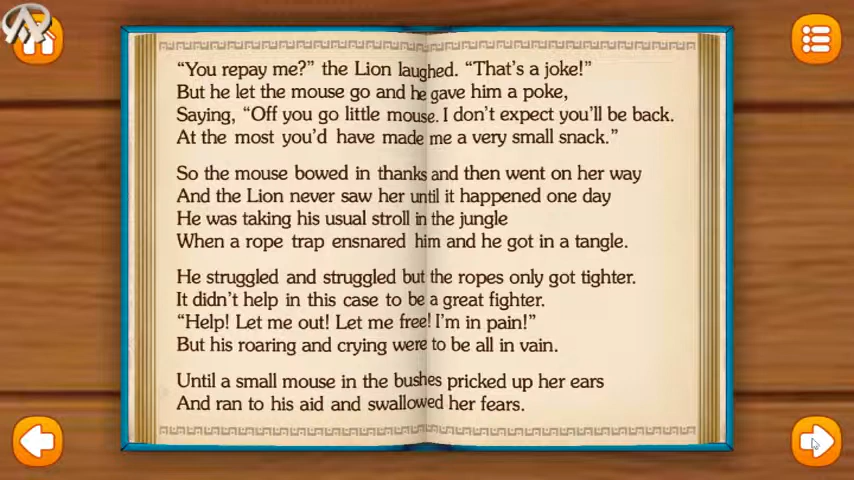 “You repay me?” the Lion laughed. “That’s a joke!”
But he let the mouse go and he gave him a poke,
Saying, “Off you go little mouse. I don’t expect you’ll be back.
At the most you’d have made me a very small snack.”
So the mouse bowed in thanks and then went on her way
And the Lion never saw her until it happened one day
He was taking his usual stroll in the jungle
When a rope trap ensnared him and he got in a tangle.
He struggled and struggled but the ropes only got tighter.
It didn’t help in this case to be a great fighter.
“Help! Let me out! Let me free! I’m in pain!”
But his roaring and crying were to be all in vain.
Until a small mouse in the bushes pricked up her ears
And ran to his aid and swallowed her fears.